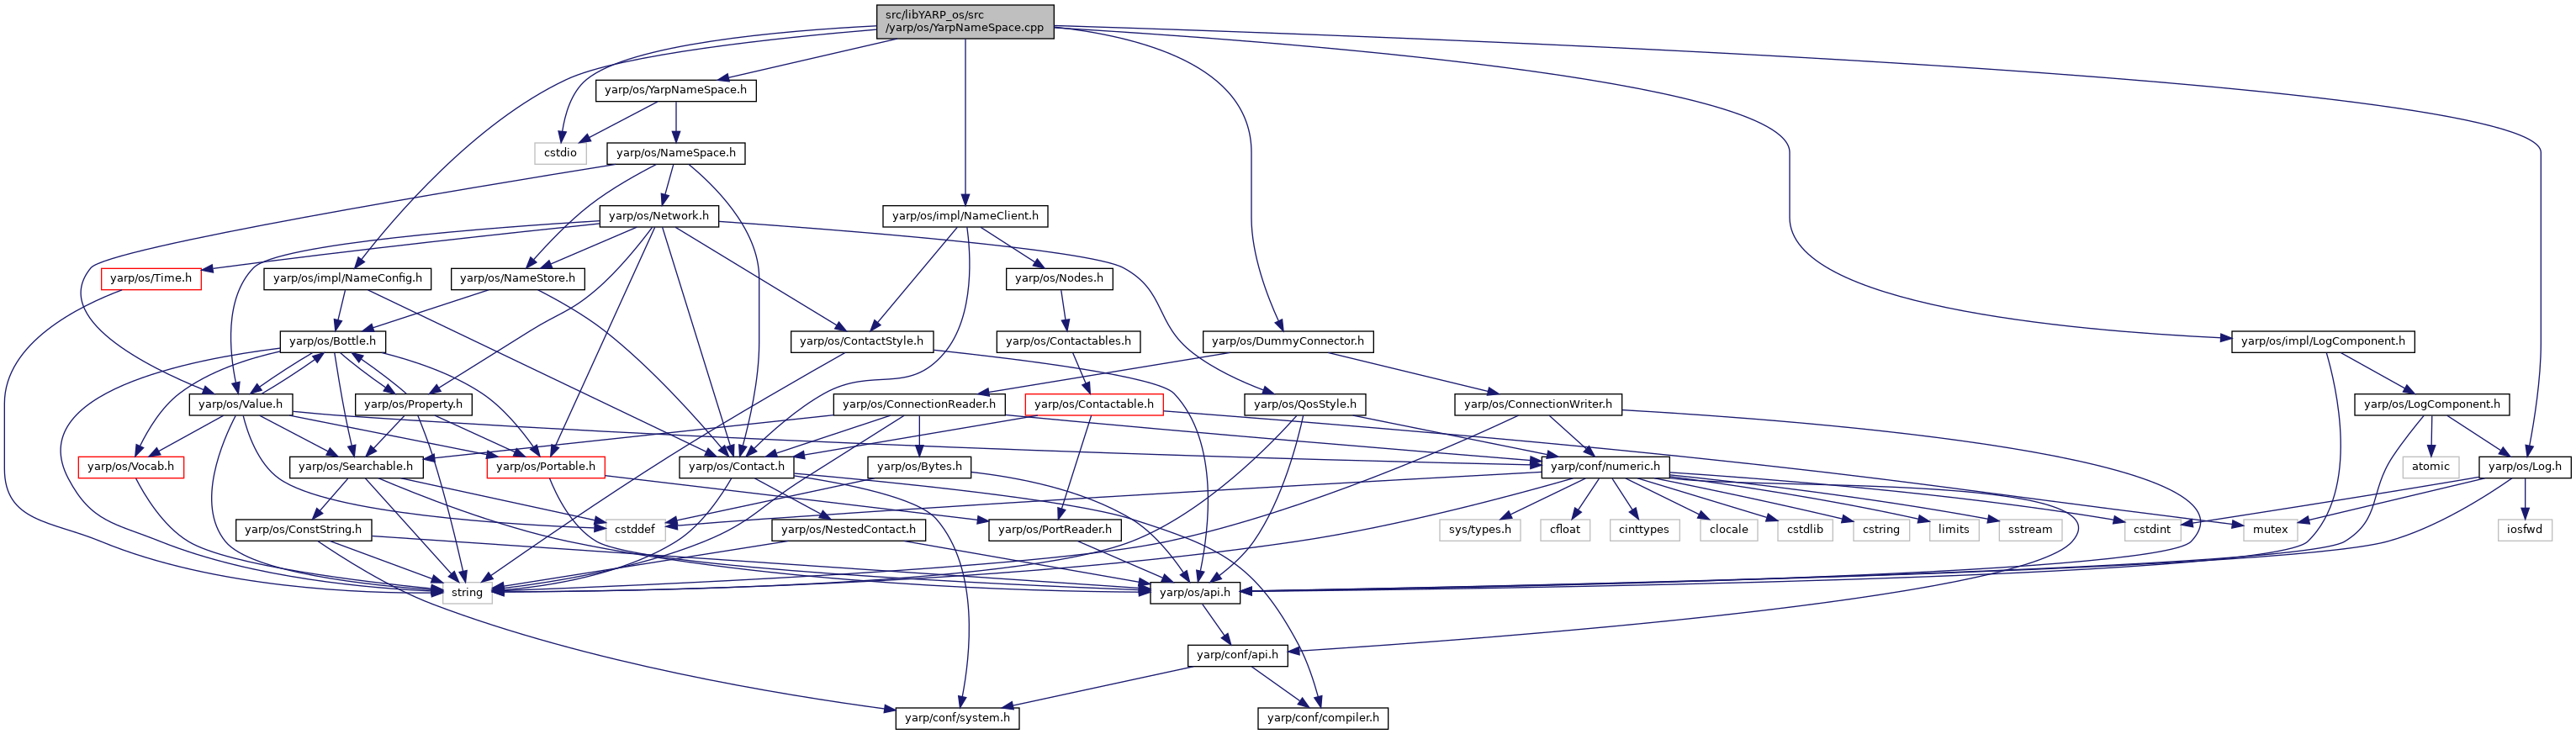 src/libYARP_os/src
/yarp/os/YarpNameSpace.cpp
yarp/os/YarpNameSpace.h
cstdio
yarp/os/NameSpace.h
yarp/os/Network.h
yarp/os/impl/NameClient.h
yarp/os/Time.h
yarp/os/impl/NameConfig.h
yarp/os/NameStore.h
yarp/os/Nodes.h
yarp/os/Bottle.h
yarp/os/ContactStyle.h
yarp/os/Contactables.h
yarp/os/DummyConnector.h
yarp/os/impl/LogComponent.h
yarp/os/Value.h
yarp/os/Property.h
yarp/os/ConnectionReader.h
yarp/os/Contactable.h
yarp/os/QosStyle.h
yarp/os/ConnectionWriter.h
yarp/os/LogComponent.h
yarp/os/Vocab.h
yarp/os/Searchable.h
yarp/os/Portable.h
yarp/os/Contact.h
yarp/os/Bytes.h
yarp/conf/numeric.h
atomic
yarp/os/Log.h
yarp/os/ConstString.h
cstddef
yarp/os/NestedContact.h
yarp/os/PortReader.h
sys/types.h
cfloat
cinttypes
clocale
cstdlib
cstring
limits
sstream
cstdint
mutex
iosfwd
string
yarp/os/api.h
yarp/conf/api.h
yarp/conf/system.h
yarp/conf/compiler.h